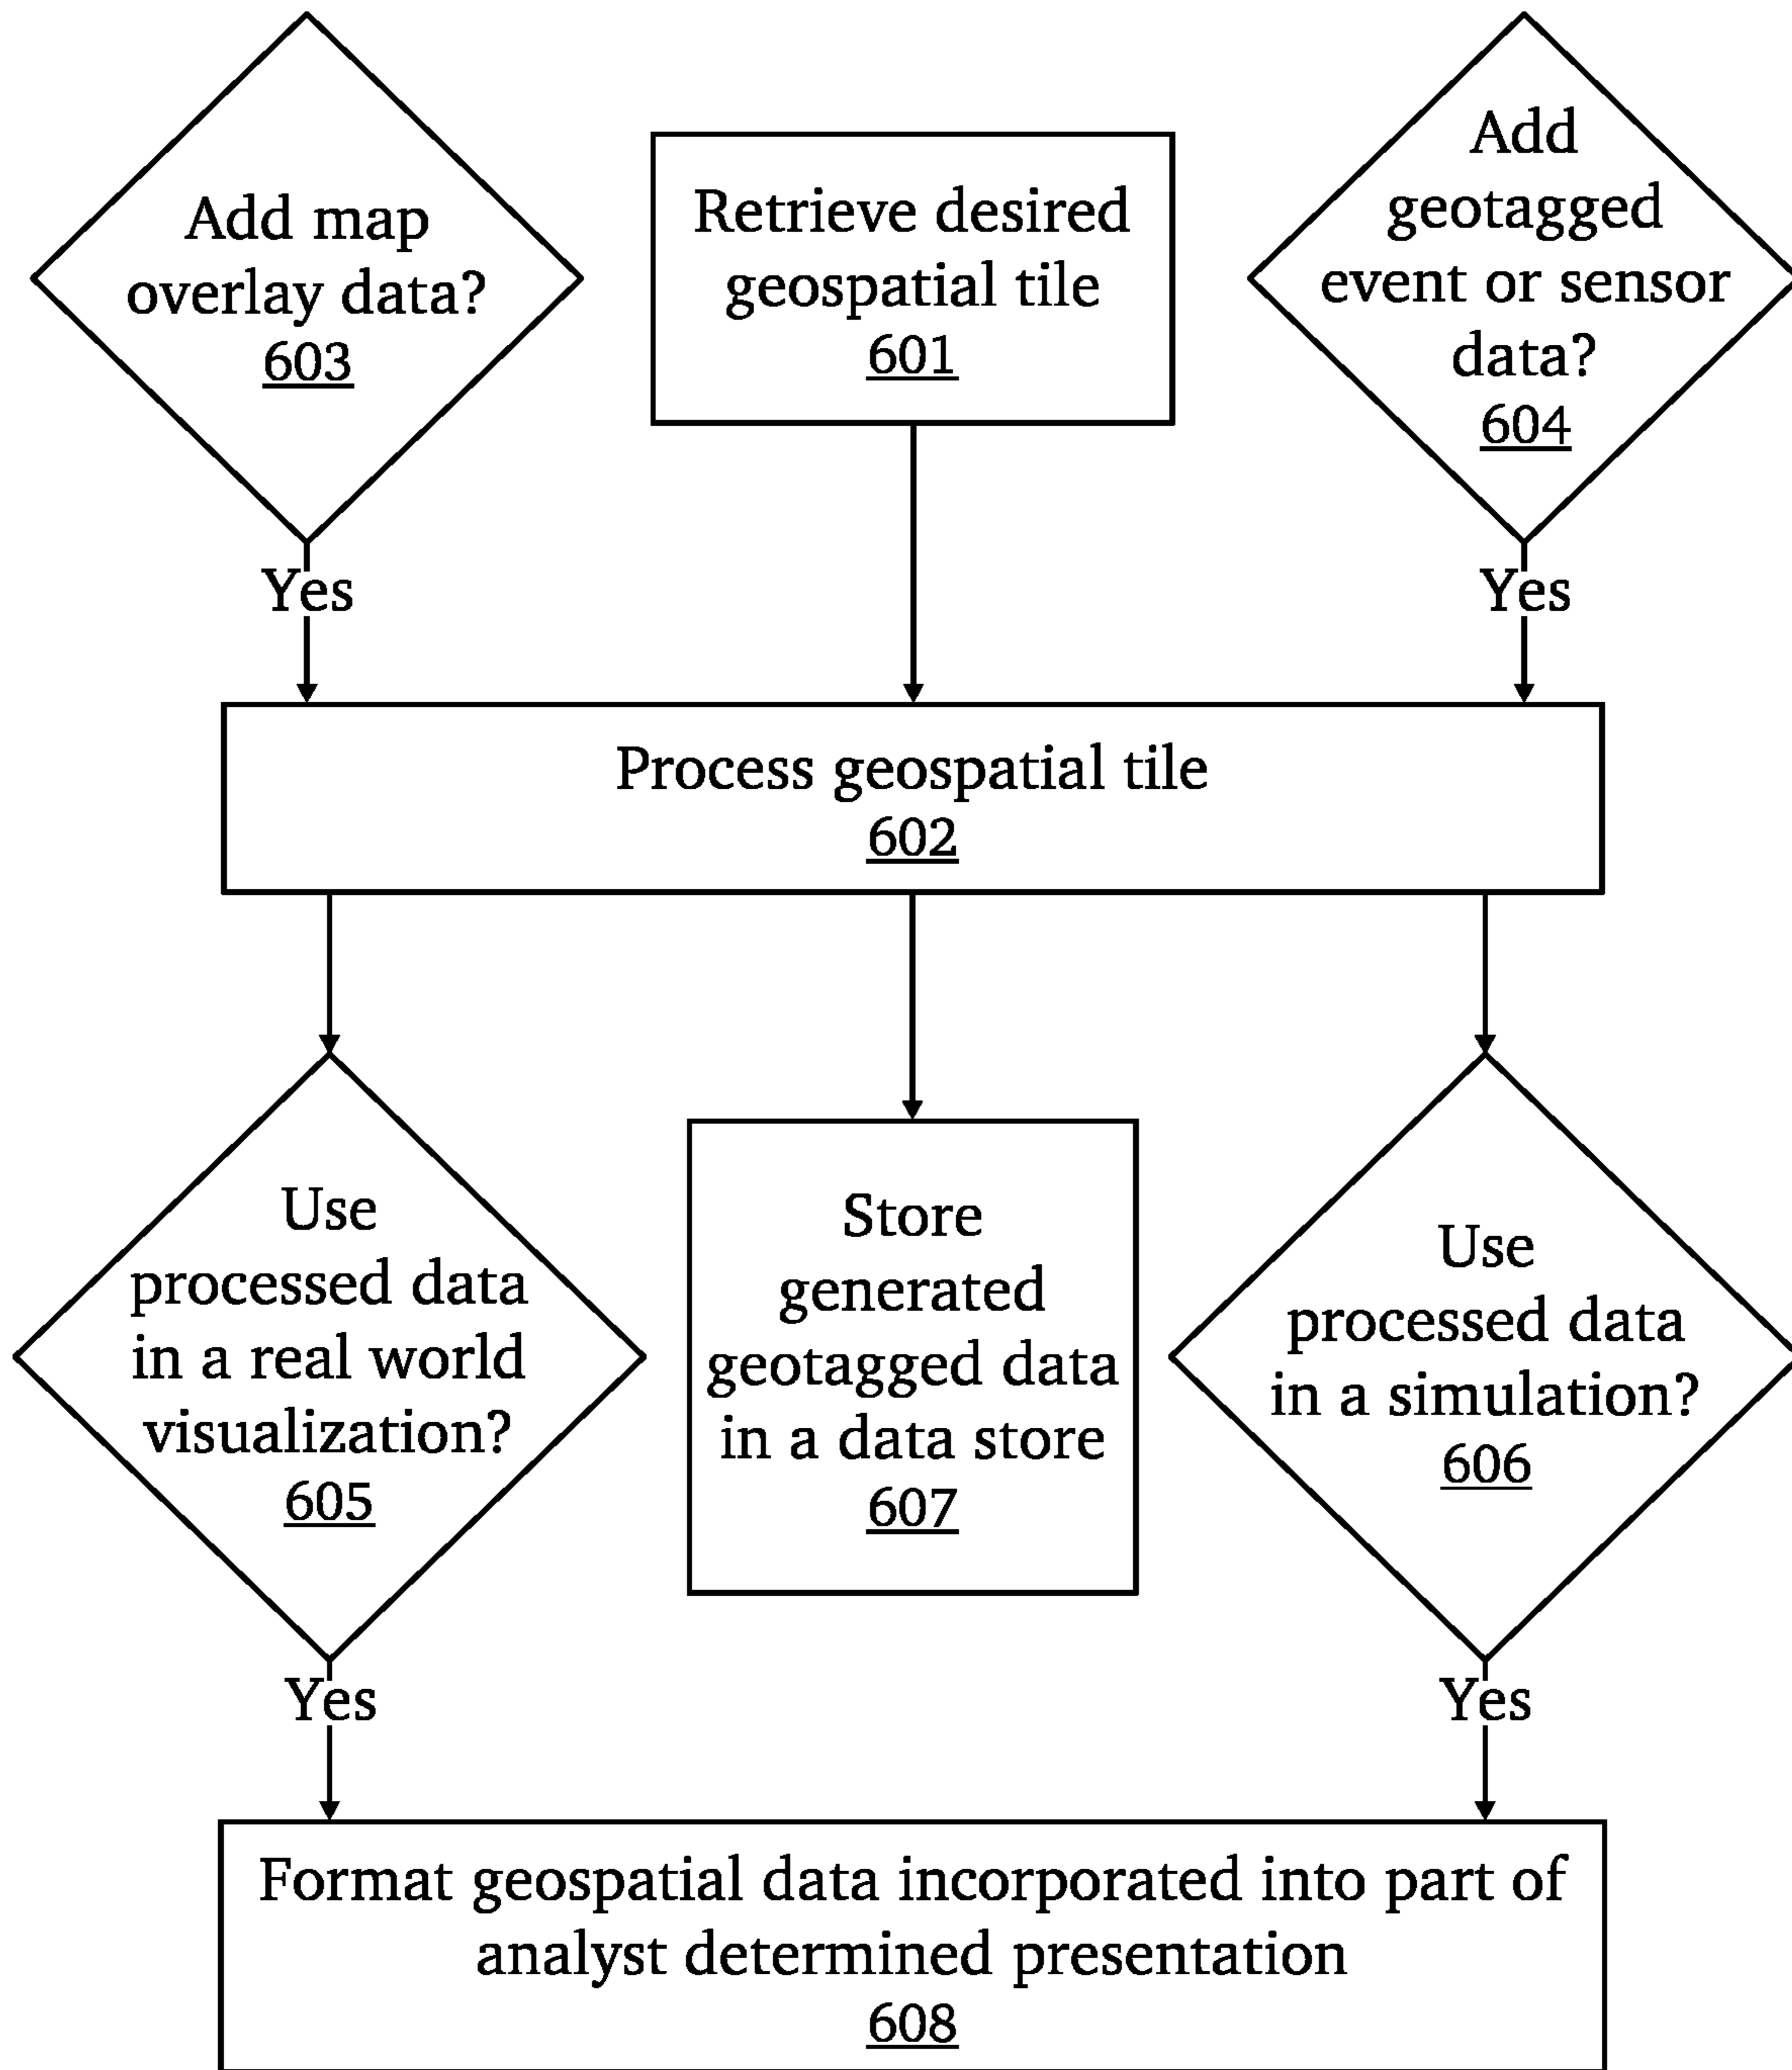 Add map
overlay data?
603
Retrieve desired
geospatial tile
601
Add
geotagged
event or sensor
data?
604
Yes
Yes
Process geospatial tile
602
Use
processed data
in a real world
visualization?
605
Store
generated
geotagged data
in a data store
607
Use
processed data
in a simulation?
606
Yes
Yes
Format geospatial data incorporated into part of
analyst determined presentation
608